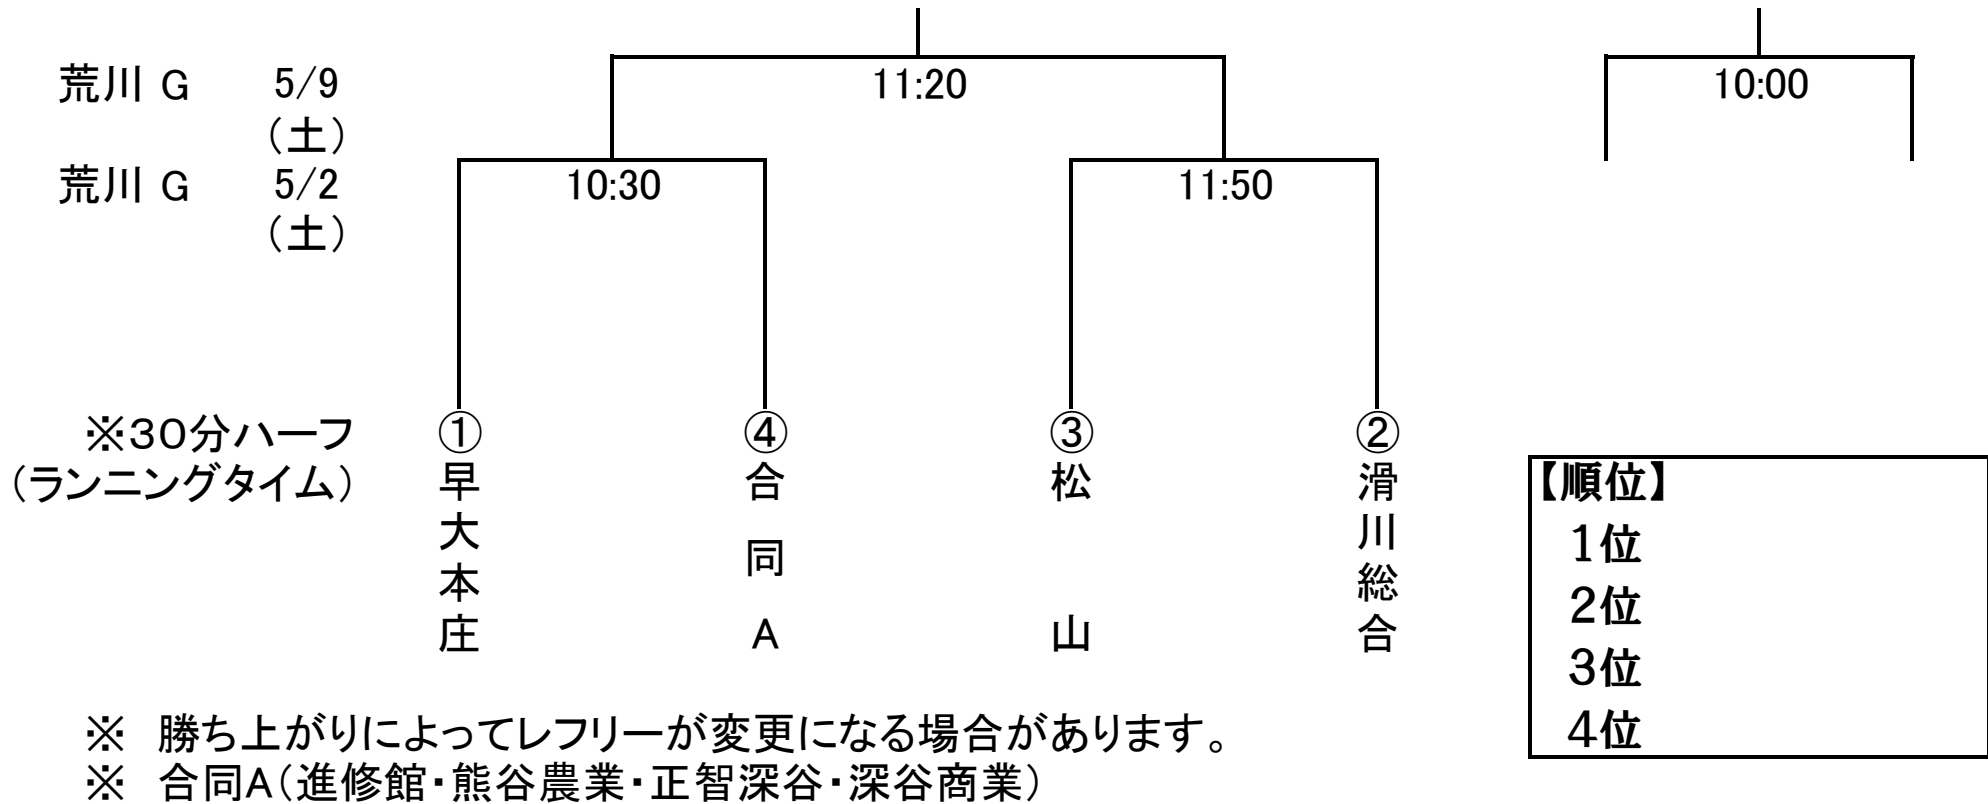 荒川 G 5/9 11:20 10:00
（土）
荒川 G 5/2 10:30 11:50
（土）
※３０分ハーフ
（ランニングタイム）
①早大本庄
④合同A
③松山
②滑川総合
【順位】
1位
2位
3位
4位
※　勝ち上がりによってレフリーが変更になる場合があります。
※　合同A（進修館・熊谷農業・正智深谷・深谷商業）